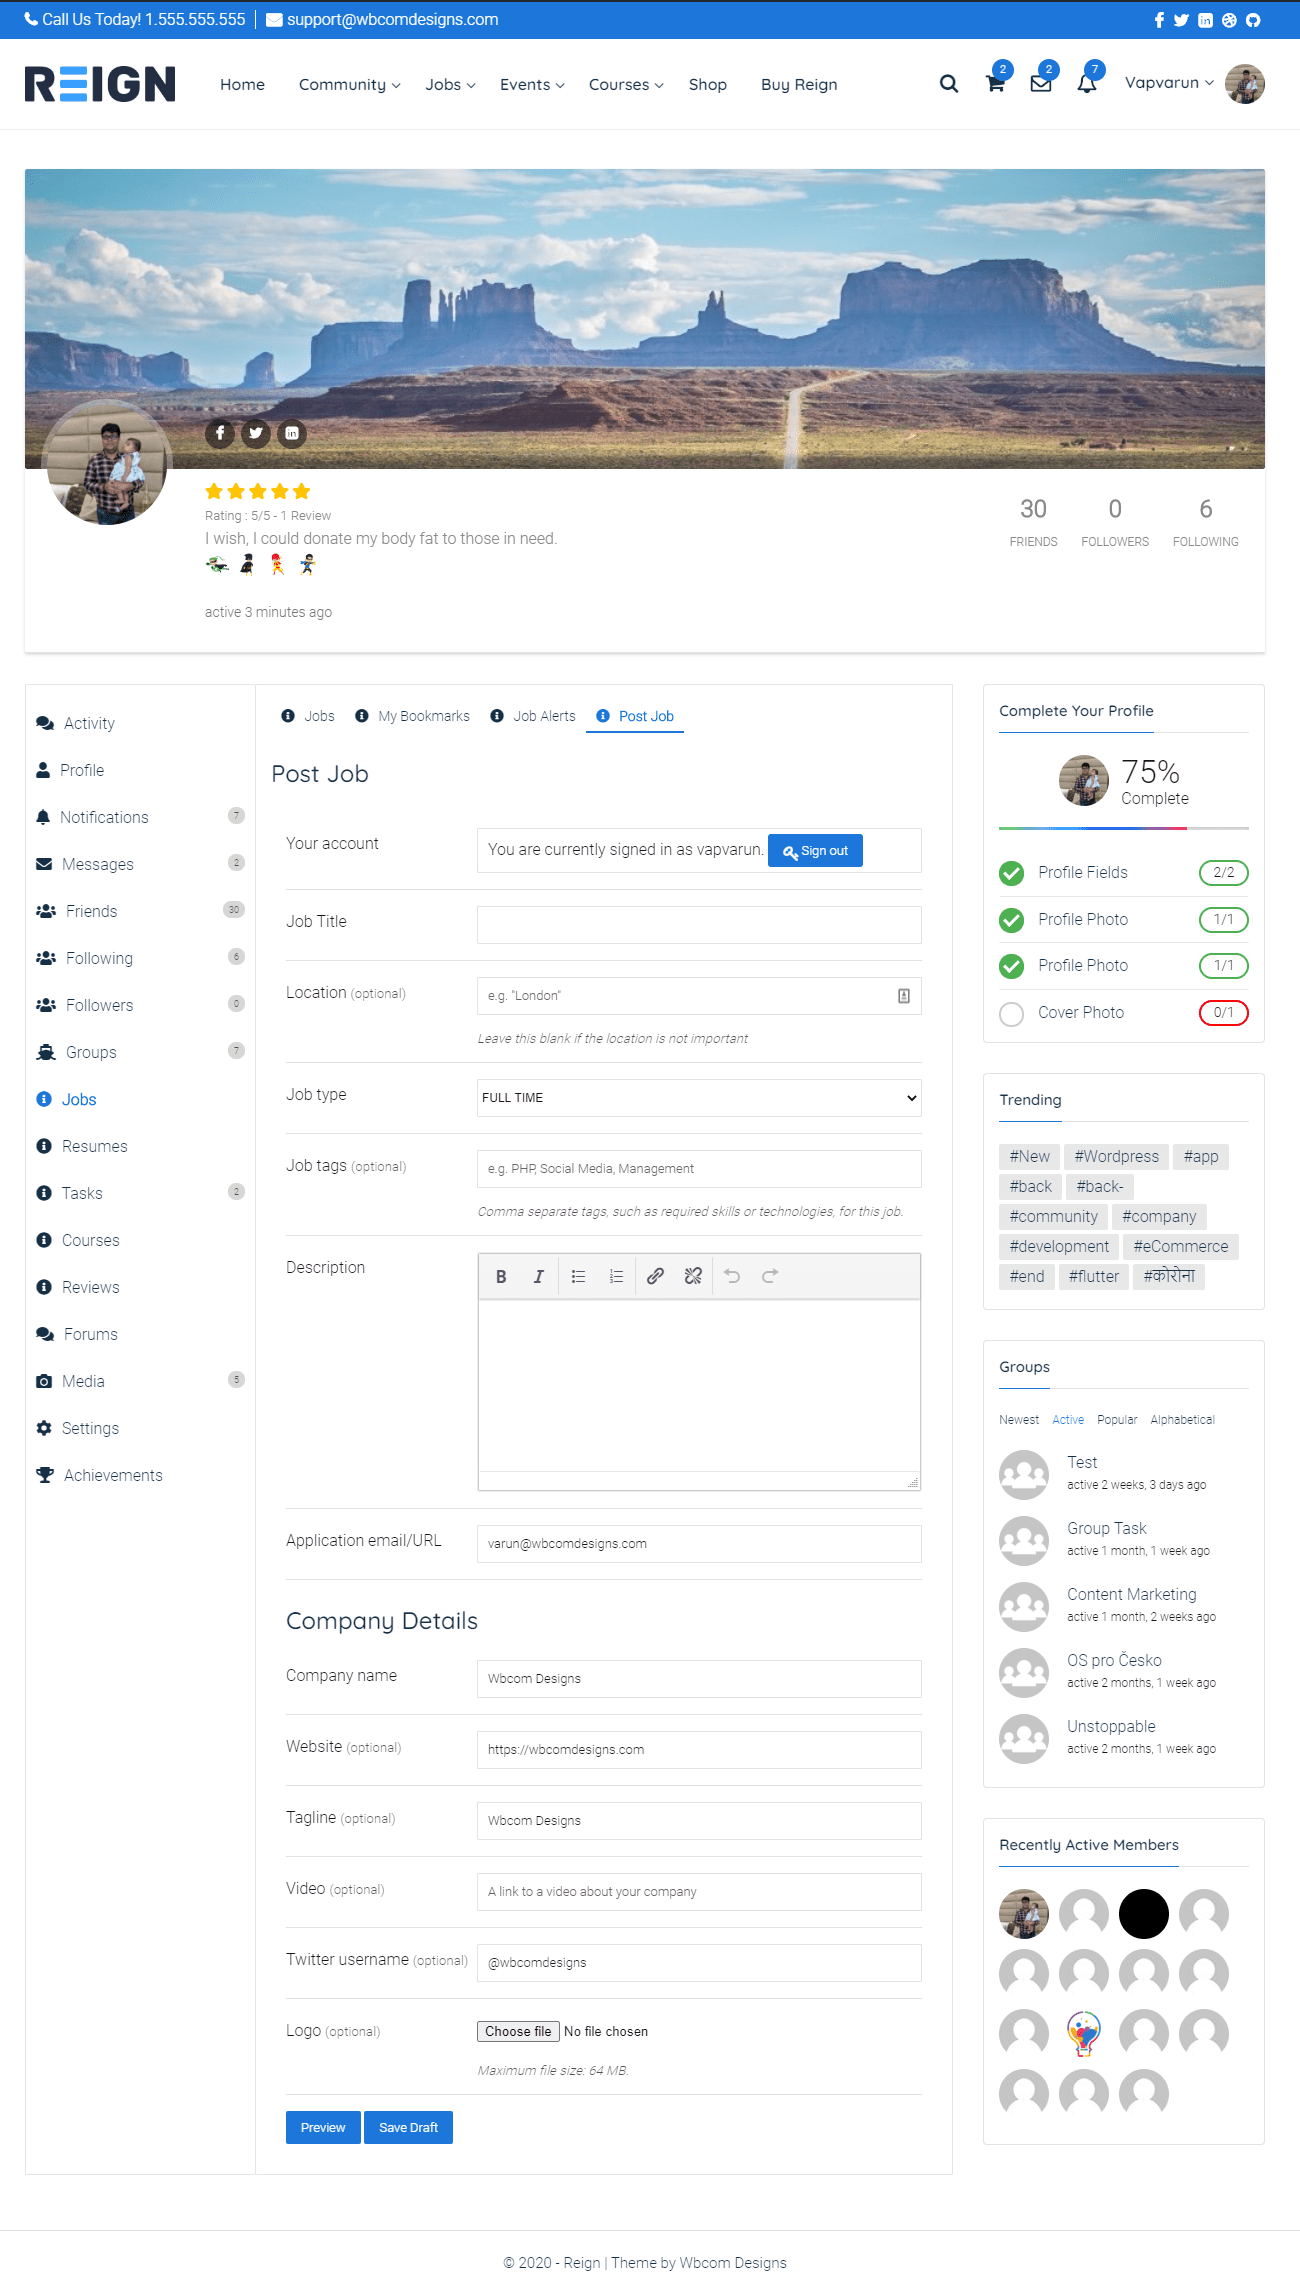 Call Us Today! 1.555.555.555 support@wbcomdesigns.com
REIGN Home Community Jobs Events Courses Shop Buy Reign 2 2 7 Vapvarun
Rating : 5/5 - 1 Review
I wish, I could donate my body fat to those in need.
active 3 minutes ago
30 0 6
FRIENDS FOLLOWERS FOLLOWING
Activity
Profile
Notifications 7
Messages 2
Friends 30
Following 6
Followers 0
Groups 7
Jobs
Resumes
Tasks 2
Courses
Reviews
Forums
Media 5
Settings
Achievements
Jobs My Bookmarks Job Alerts Post Job
Post Job
Your account You are currently signed in as vapvarun. Sign out
Job Title
Location (optional) e.g. "London"
Leave this blank if the location is not important
Job type FULL TIME
Job tags (optional) e.g. PHP, Social Media, Management
Comma separate tags, such as required skills or technologies, for this job.
Description B I
Application email/URL varun@wbcomdesigns.com
Company Details
Company name Wbcom Designs
Website (optional) https://wbcomdesigns.com
Tagline (optional) Wbcom Designs
Video (optional) A link to a video about your company
Twitter username (optional) @wbcomdesigns
Logo (optional) Choose file No file chosen
Maximum file size: 64 MB.
Preview Save Draft
Complete Your Profile
75%
Complete
Profile Fields 2/2
Profile Photo 1/1
Profile Photo 1/1
Cover Photo 0/1
Trending
#New #Wordpress #app
#back #back-
#community #company
#development #eCommerce
#end #flutter #कोरोना
Groups
Newest Active Popular Alphabetical
Test
active 2 weeks, 3 days ago
Group Task
active 1 month, 1 week ago
Content Marketing
active 1 month, 2 weeks ago
OS pro Česko
active 2 months, 1 week ago
Unstoppable
active 2 months, 1 week ago
Recently Active Members
© 2020 - Reign | Theme by Wbcom Designs